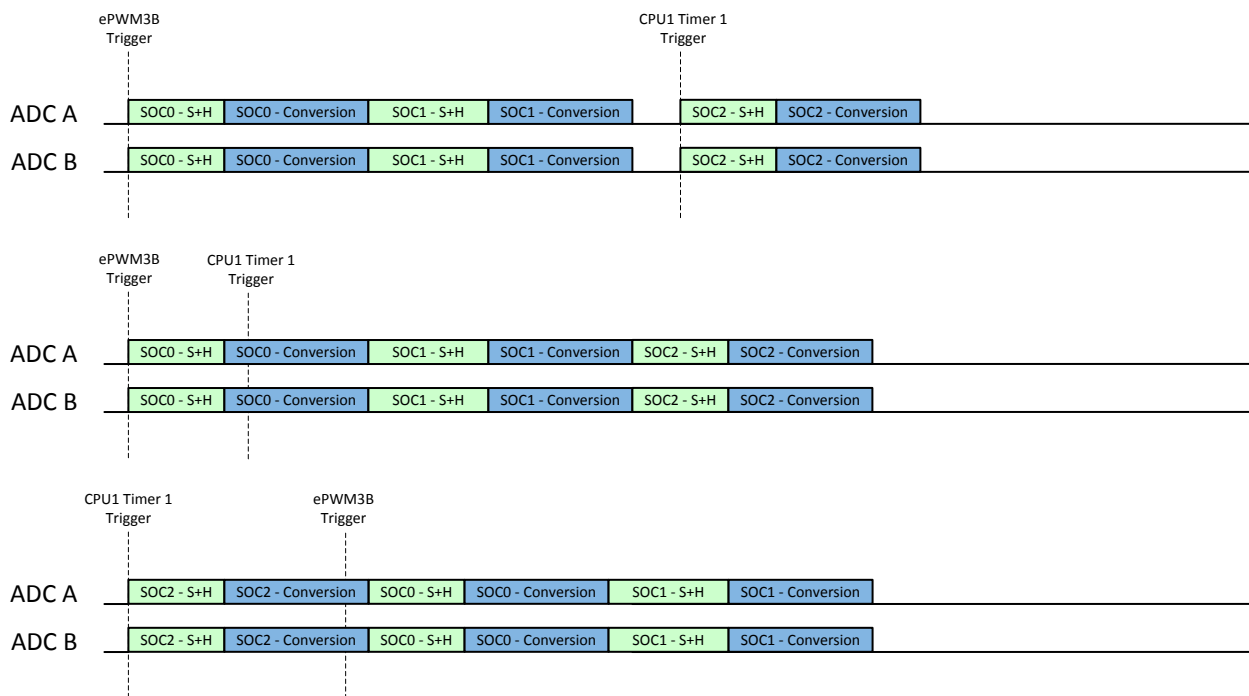 ePWM3B CPU1 Timer 1
Trigger Trigger
ADC A SOC0 - S+H SOC0 - Conversion SOC1 - S+H SOC1 - Conversion SOC2 - S+H SOC2 - Conversion
ADC B SOC0 - S+H SOC0 - Conversion SOC1 - S+H SOC1 - Conversion SOC2 - S+H SOC2 - Conversion
ePWM3B CPU1 Timer 1
Trigger Trigger
ADC A SOC0 - S+H SOC0 - Conversion SOC1 - S+H SOC1 - Conversion SOC2 - S+H SOC2 - Conversion
ADC B SOC0 - S+H SOC0 - Conversion SOC1 - S+H SOC1 - Conversion SOC2 - S+H SOC2 - Conversion
CPU1 Timer 1 ePWM3B
Trigger Trigger
ADC A SOC2 - S+H SOC2 - Conversion SOC0 - S+H SOC0 - Conversion SOC1 - S+H SOC1 - Conversion
ADC B SOC2 - S+H SOC2 - Conversion SOC0 - S+H SOC0 - Conversion SOC1 - S+H SOC1 - Conversion